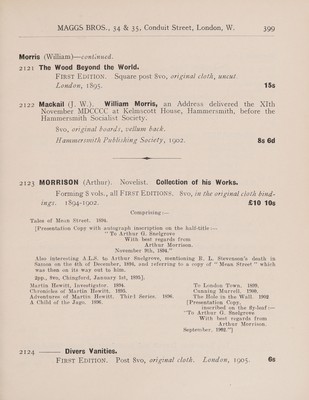 MAGGS BROS., 34 & 35, Conduit Street, London, W. 399
Morris (William)—continued.
2121 The Wood Beyond the World.
FIRST EDITION. Square post 8vo, original cloth, uncut.
London, 1895. 15s
2122 Mackail (J. W.). William Morris, an Address delivered the XIth
November MDCCCC at Kelmscott House, Hammersmith, before the
Hammersmith Socialist Society.
8vo, original boards, vellum back.
Hammersmith Publishing Society, 1902. 8s 6d
2123 MORRISON (Arthur). Novelist. Collection of his Works.
Forming 8 vols., all FIRST EDITIONS. 8vo, in the original cloth bind-
ings. 1894-1902. £10 10s
Comprising:—
Tales of Mean Street. 1894.
[Presentation Copy with autograph inscription on the half-title:—
"To Arthur G. Snelgrove
With best regards from
Arthur Morrison.
November 9th, 1894."
Also interesting A.L.S. to Arthur Snelgrove, mentioning R. L. Stevenson's death in
Samoa on the 4th of December, 1894, and referring to a copy of "Mean Street" which
was then on its way out to him.
2pp., 8vo, Chingford, January 1st, 1895].
Martin Hewitt, Investigator. 1894.
Chronicles of Martin Hewitt. 1895.
Adventures of Martin Hewitt. Third Series. 1896.
A Child of the Jago. 1896.
To London Town. 1899.
Cunning Murrell. 1900.
The Hole in the Wall. 1902
[Presentation Copy,
inscribed on the fly-leaf:—
"To Arthur G. Snelgrove
With best regards from
Arthur Morrison.
September, 1902."]
2124 ——— Divers Vanities.
FIRST EDITION. Post 8vo, original cloth. London, 1905. 6s